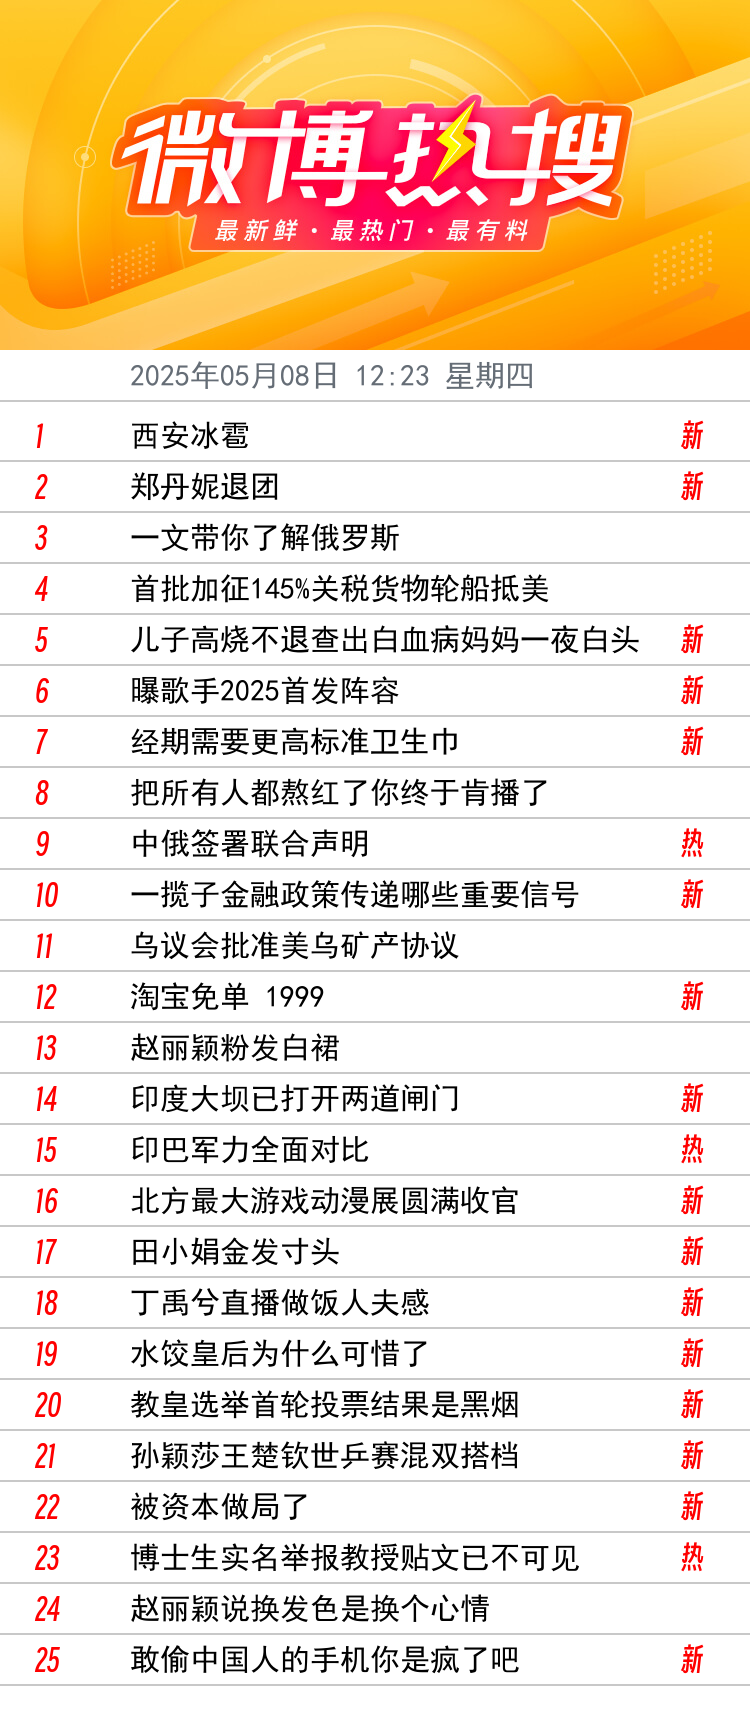 微博热搜
最新鲜·最热门·最有料
2025年05月08日 12:23 星期四
1 西安冰雹 新
2 郑丹妮退团 新
3 一文带你了解俄罗斯
4 首批加征145%关税货物轮船抵美
5 儿子高烧不退查出白血病妈妈一夜白头 新
6 曝歌手2025首发阵容 新
7 经期需要更高标准卫生巾 新
8 把所有人都熬红了你终于肯播了
9 中俄签署联合声明 热
10 一揽子金融政策传递哪些重要信号 新
11 乌议会批准美乌矿产协议
12 淘宝免单 1999 新
13 赵丽颖粉发白裙
14 印度大坝已打开两道闸门 新
15 印巴军力全面对比 热
16 北方最大游戏动漫展圆满收官 新
17 田小娟金发寸头 新
18 丁禹兮直播做饭人夫感 新
19 水饺皇后为什么可惜了 新
20 教皇选举首轮投票结果是黑烟 新
21 孙颖莎王楚钦世乒赛混双搭档 新
22 被资本做局了 新
23 博士生实名举报教授贴文已不可见 热
24 赵丽颖说换发色是换个心情
25 敢偷中国人的手机你是疯了吧 新